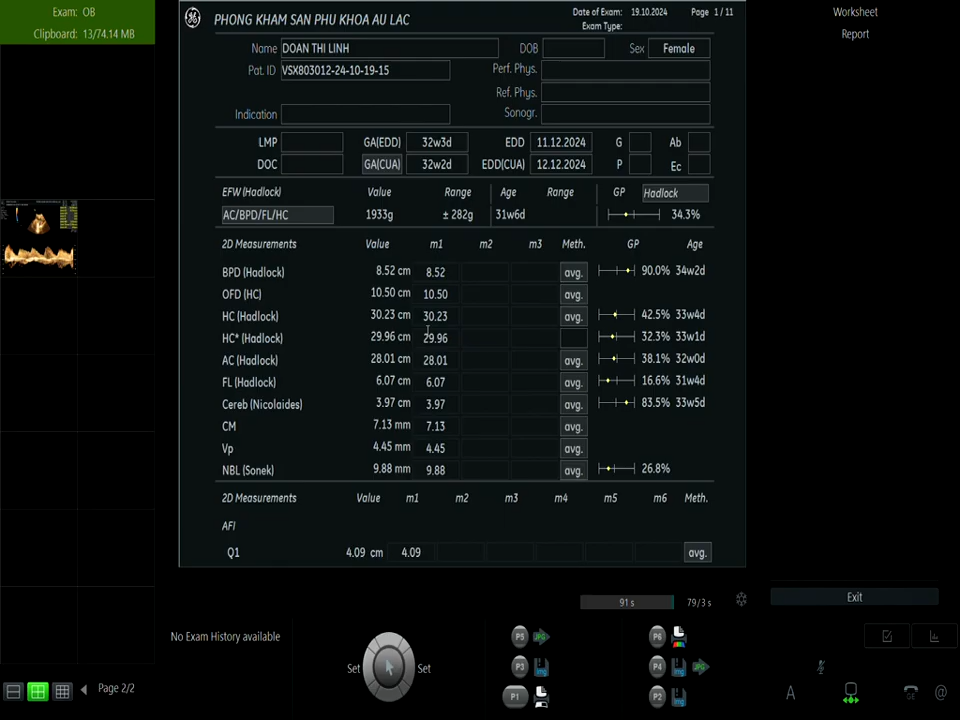 Exam: OB
Clipboard: 13/74.14 MB
PHONG KHAM SAN PHU KHOA AU LAC
Date of Exam: 19.10.2024 Page 1 / 11
Exam Type:
Worksheet
Report
Name DOAN THI LINH DOB Sex Female
Pat. ID VSX803012-24-10-19-15 Perf. Phys.
Ref. Phys.
Indication Sonogr.
LMP GA(EDD) 32w3d EDD 11.12.2024 G Ab
DOC GA(CUA) 32w2d EDD(CUA) 12.12.2024 P Ec
EFW (Hadlock) Value Range Age Range GP Hadlock
AC/BPD/FL/HC 1933g ± 282g 31w6d 34.3%
2D Measurements Value m1 m2 m3 Meth. GP Age
BPD (Hadlock) 8.52 cm 8.52 avg. 90.0% 34w2d
OFD (HC) 10.50 cm 10.50 avg.
HC (Hadlock) 30.23 cm 30.23 avg. 42.5% 33w4d
HC* (Hadlock) 29.96 cm 29.96 32.3% 33w1d
AC (Hadlock) 28.01 cm 28.01 avg. 38.1% 32w0d
FL (Hadlock) 6.07 cm 6.07 avg. 16.6% 31w4d
Cereb (Nicolaides) 3.97 cm 3.97 avg. 83.5% 33w5d
CM 7.13 mm 7.13 avg.
Vp 4.45 mm 4.45 avg.
NBL (Sonek) 9.88 mm 9.88 avg. 26.8%
2D Measurements Value m1 m2 m3 m4 m5 m6 Meth.
AFI
Q1 4.09 cm 4.09 avg.
91 s 79/3 s
Exit
No Exam History available
Set Set
P5 JPG P6
P3 img P4 img JPG
P1 P2 img
Page 2/2
A GE @